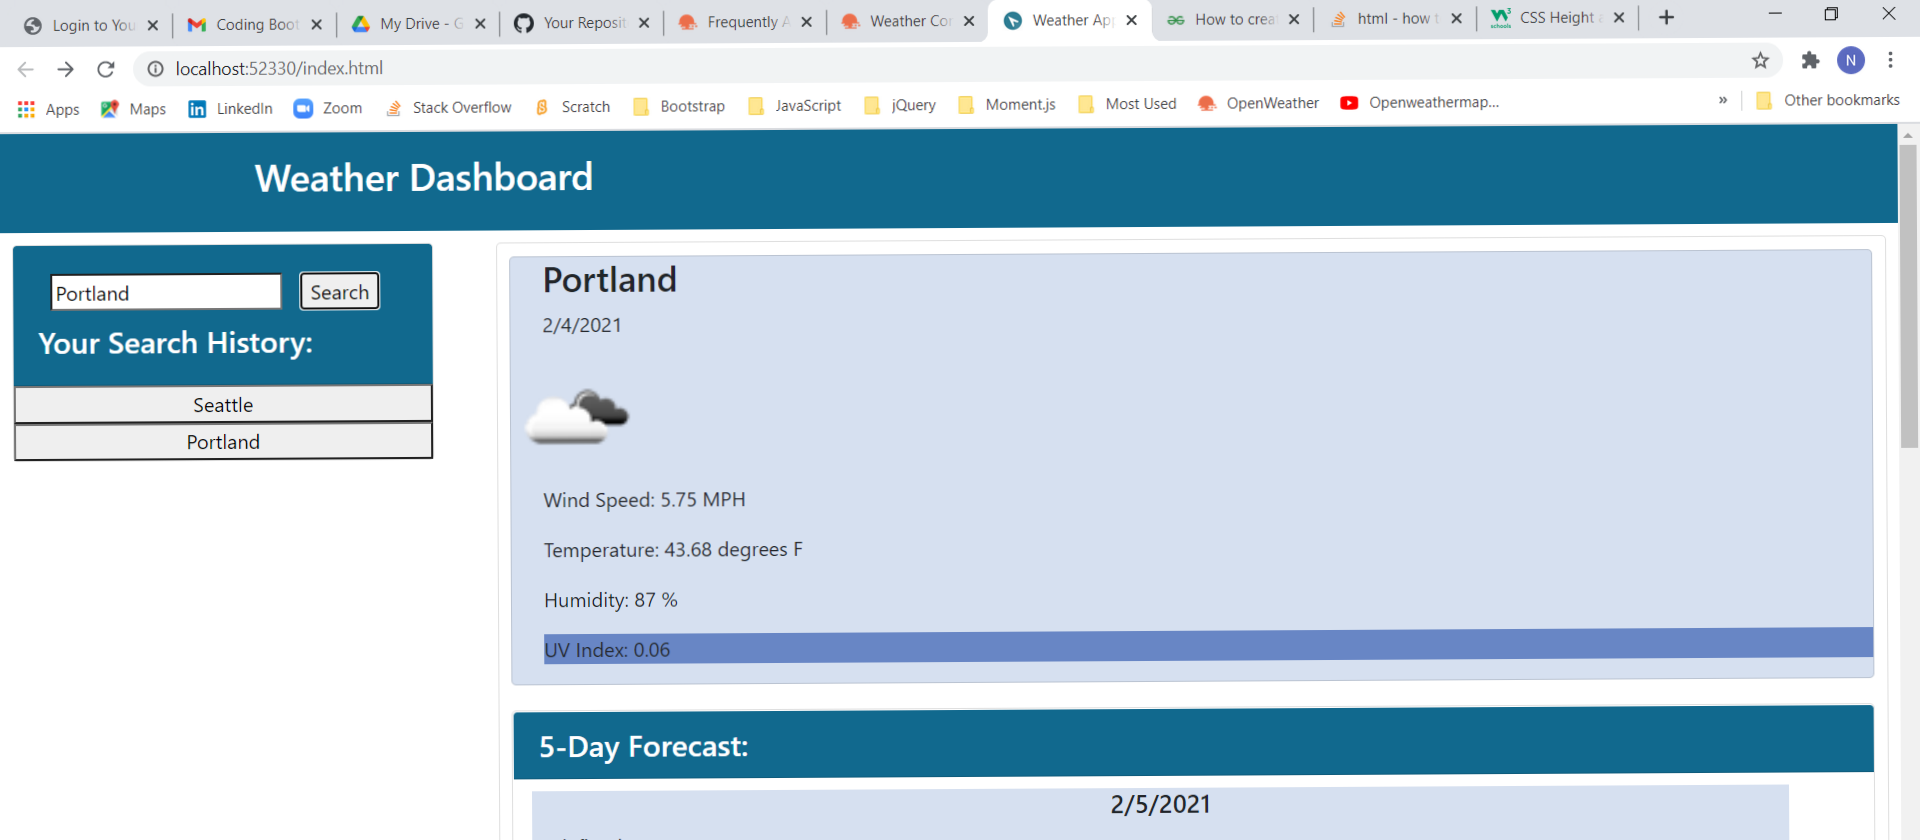 Login to You
Coding Boot
My Drive - G
Your Reposit
Frequently A
Weather Con
Weather App
How to crea
html - how t
CSS Height a
localhost:52330/index.html
N
Apps
Maps
LinkedIn
Zoom
Stack Overflow
Scratch
Bootstrap
JavaScript
jQuery
Moment.js
Most Used
OpenWeather
Openweathermap...
»
Other bookmarks
Weather Dashboard
Portland
Search
Your Search History:
Seattle
Portland
Portland
2/4/2021
Wind Speed: 5.75 MPH
Temperature: 43.68 degrees F
Humidity: 87 %
UV Index: 0.06
5-Day Forecast:
2/5/2021